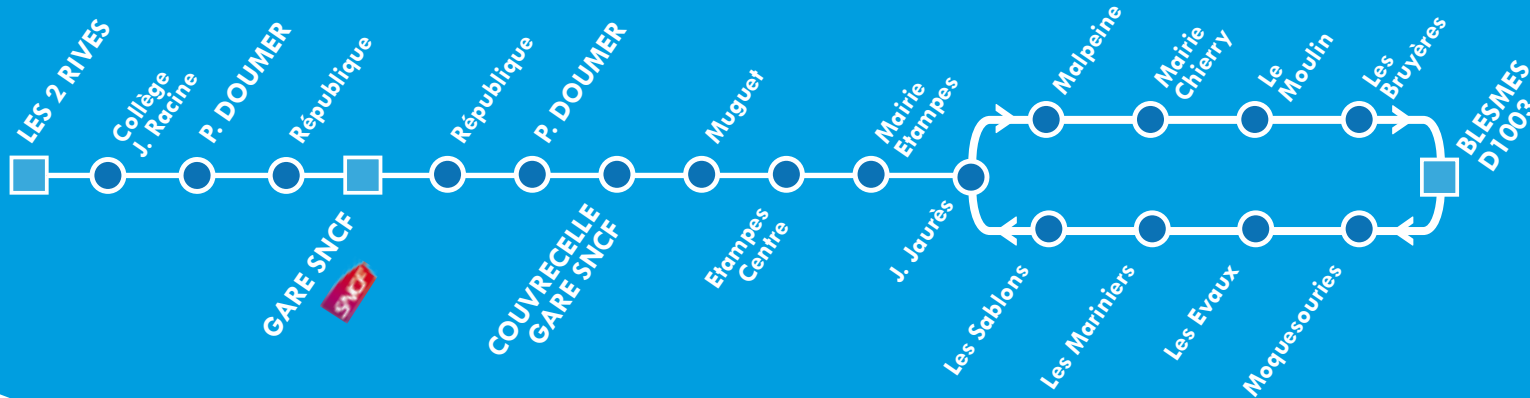 LES 2 RIVES
Collège
J. Racine
P. DOUMER
République
GARE SNCF
SNCF
République
P. DOUMER
COUVRECELLE
GARE SNCF
Muguet
Etampes
Centre
Mairie
Etampes
J. Jaurès
Malpeine
Mairie
Chierry
Le
Moulin
Les
Bruyères
BLESMES
D1003
Moquesouries
Les Evaux
Les Mariniers
Les Sablons